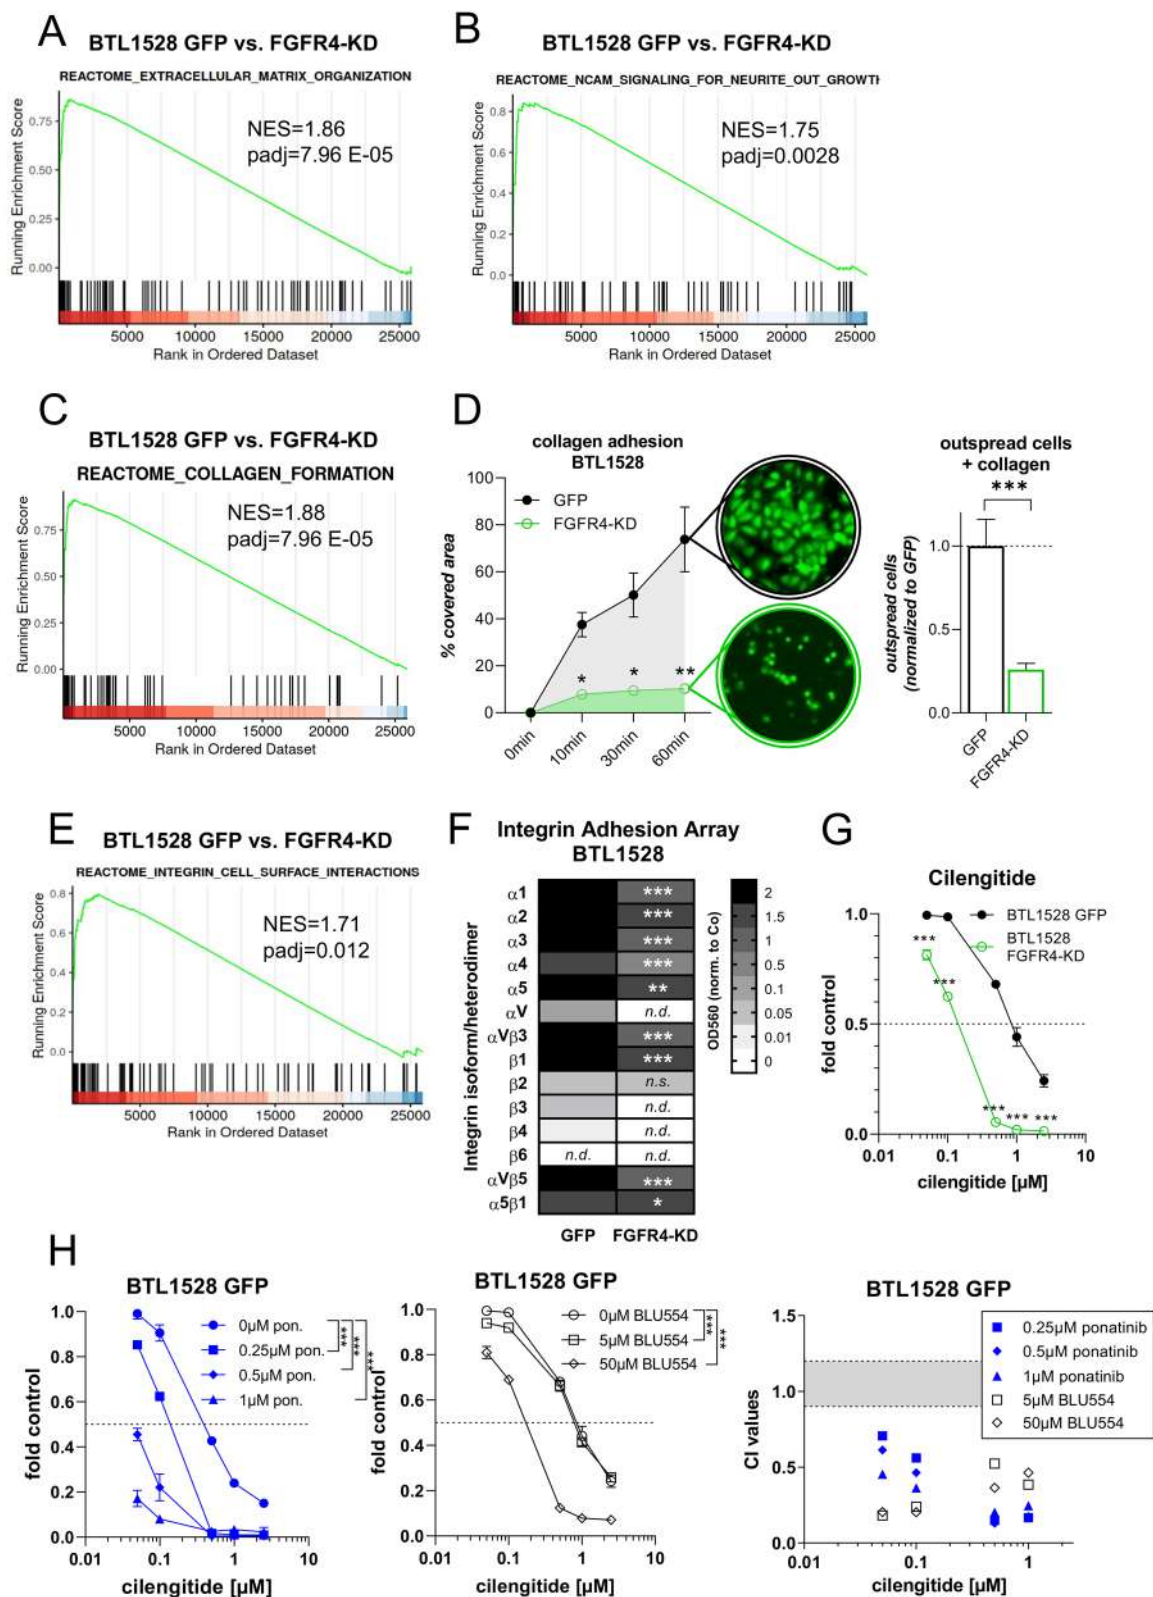 A
BTL1528 GFP vs. FGFR4-KD
REACTOME_EXTRACELLULAR_MATRIX_ORGANIZATION
Running Enrichment Score
0.75
0.50
0.25
0.00
NES=1.86
padj=7.96 E-05
5000 10000 15000 20000 25000
Rank in Ordered Dataset
B
BTL1528 GFP vs. FGFR4-KD
REACTOME_NCAM_SIGNALING_FOR_NEURITE_OUT_GROWTH
Running Enrichment Score
0.8
0.6
0.4
0.2
0.0
NES=1.75
padj=0.0028
5000 10000 15000 20000 25000
Rank in Ordered Dataset
C
BTL1528 GFP vs. FGFR4-KD
REACTOME_COLLAGEN_FORMATION
Running Enrichment Score
0.75
0.50
0.25
0.00
NES=1.88
padj=7.96 E-05
5000 10000 15000 20000 25000
Rank in Ordered Dataset
D
collagen adhesion
BTL1528
% covered area
100
80
60
40
20
0
GFP
FGFR4-KD
* * **
0min 10min 30min 60min
outspread cells
+ collagen
***
outspread cells
(normalized to GFP)
1.0
0.5
0.0
GFP FGFR4-KD
E
BTL1528 GFP vs. FGFR4-KD
REACTOME_INTEGRIN_CELL_SURFACE_INTERACTIONS
Running Enrichment Score
0.8
0.6
0.4
0.2
0.0
NES=1.71
padj=0.012
5000 10000 15000 20000 25000
Rank in Ordered Dataset
F
Integrin Adhesion Array
BTL1528
Integrin isoform/heterodimer
α1 ***
α2 ***
α3 ***
α4 ***
α5 **
αV n.d.
αVβ3 ***
β1 ***
β2 n.s.
β3 n.d.
β4 n.d.
β6 n.d. n.d.
αVβ5 ***
α5β1 *
GFP FGFR4-KD
OD560 (norm. to Co)
2
1.5
1
0.5
0.1
0.05
0.01
0
G
Cilengitide
BTL1528 GFP
BTL1528
FGFR4-KD
fold control
1.0
0.5
0.0
*** *** *** *** ***
0.01 0.1 1 10
cilengitide [µM]
H
BTL1528 GFP
fold control
1.0
0.8
0.6
0.4
0.2
0.0
0µM pon.
0.25µM pon.
0.5µM pon.
1µM pon.
*** *** ***
0.01 0.1 1 10
cilengitide [µM]
BTL1528 GFP
fold control
1.0
0.8
0.6
0.4
0.2
0.0
0µM BLU554
5µM BLU554
50µM BLU554
*** ***
0.01 0.1 1 10
cilengitide [µM]
BTL1528 GFP
CI values
1.5
1.0
0.5
0.0
0.25µM ponatinib
0.5µM ponatinib
1µM ponatinib
5µM BLU554
50µM BLU554
0.01 0.1 1
cilengitide [µM]